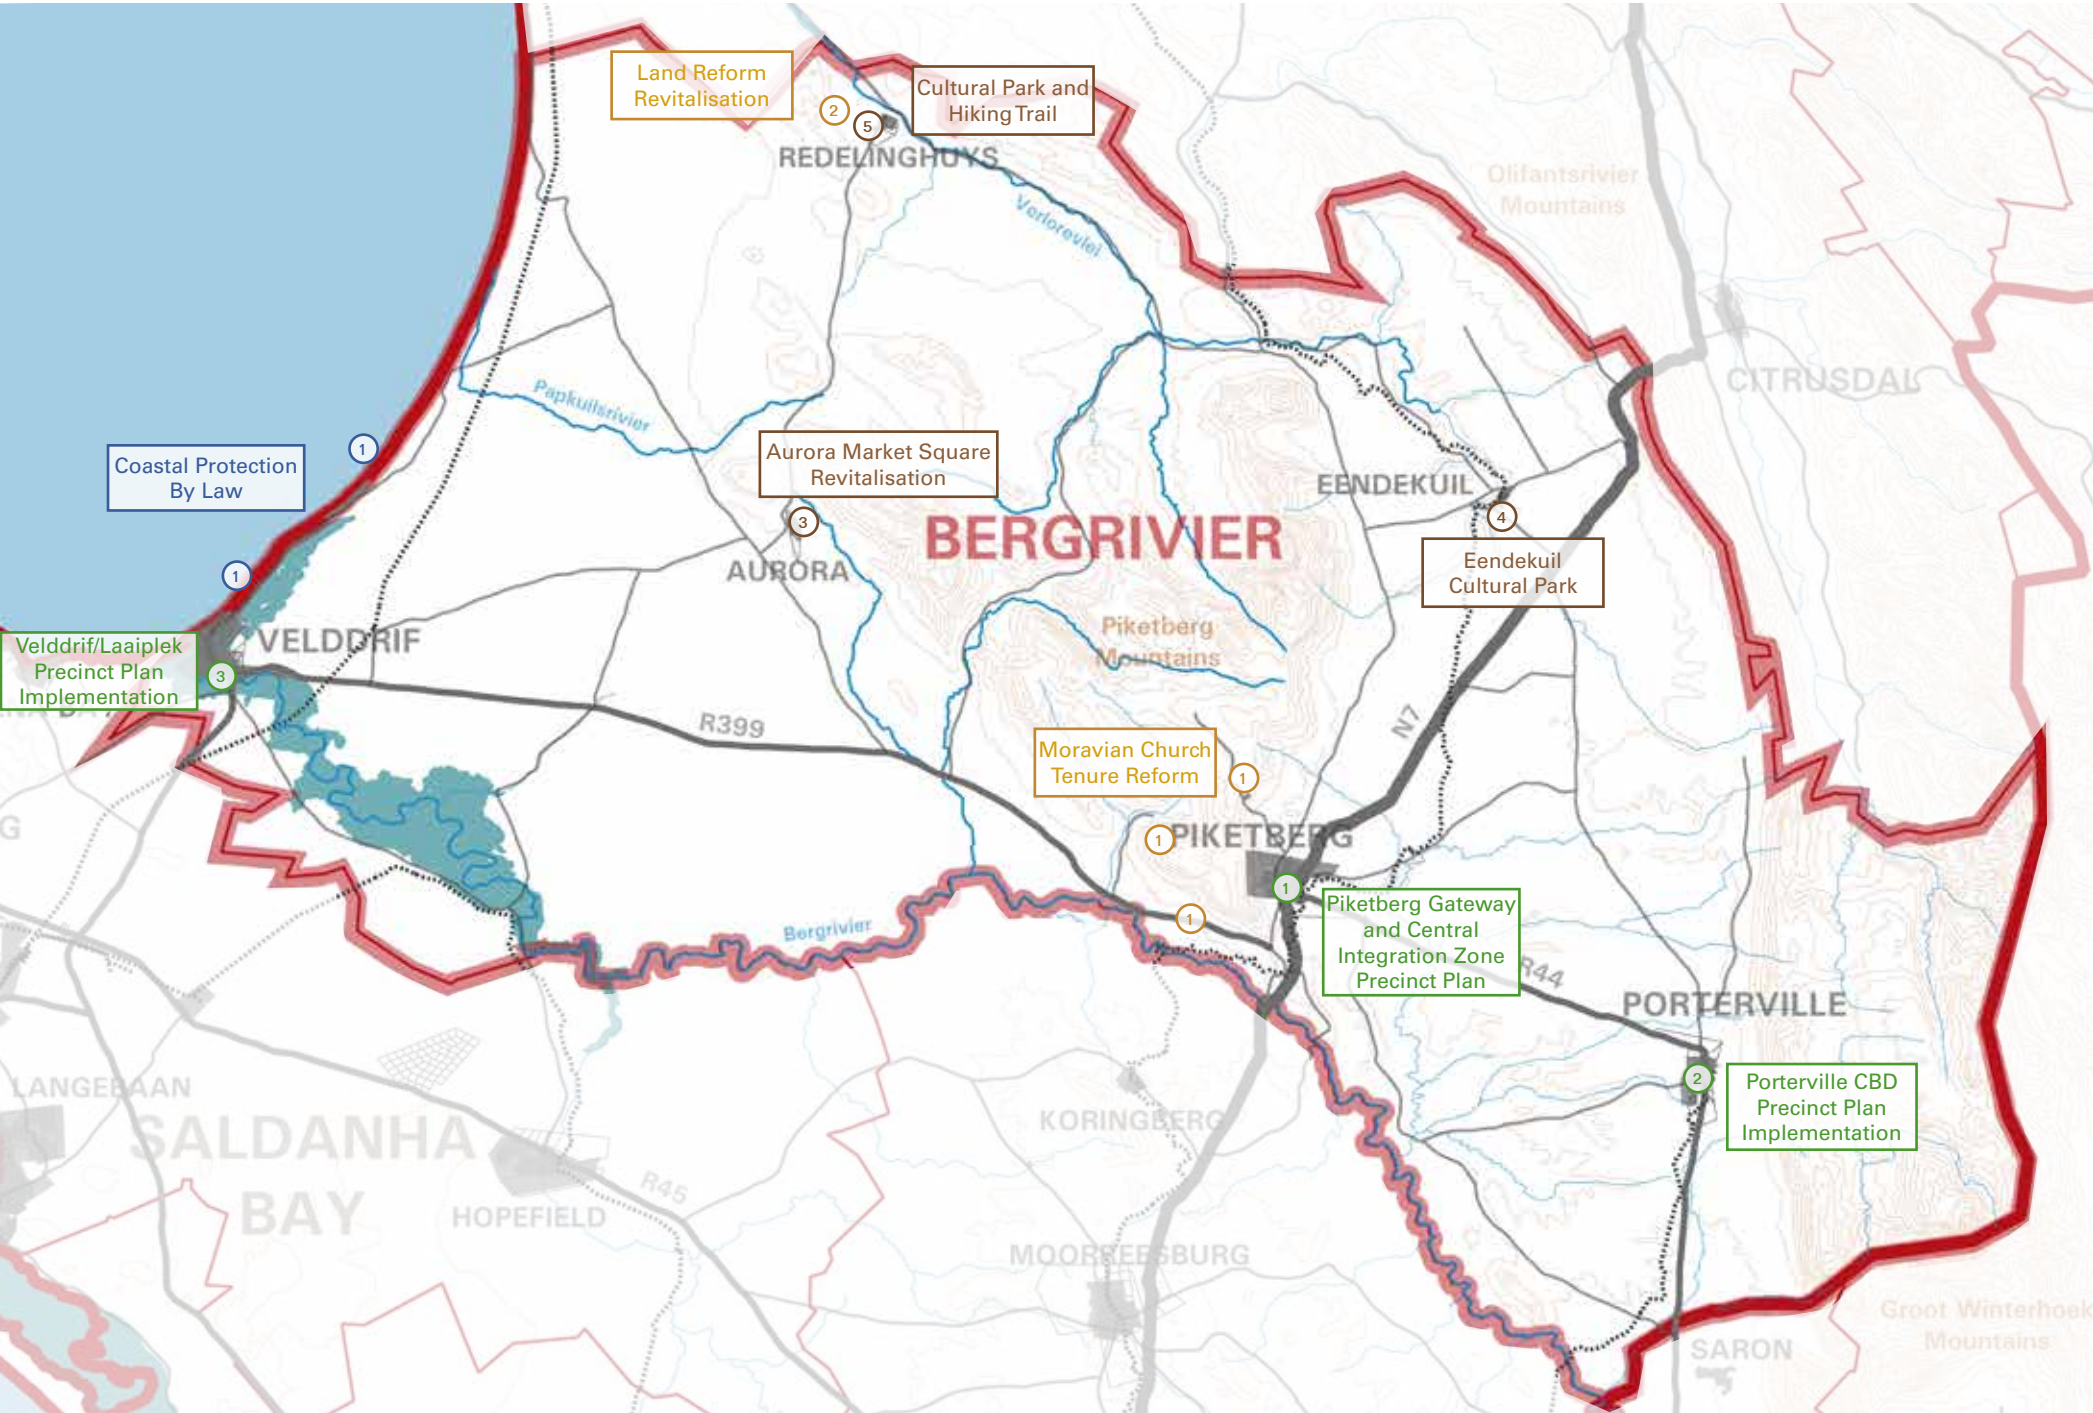 Land Reform
Revitalisation
2
5
Cultural Park and
Hiking Trail
REDELINGHUYS
Verlorevlei
Olifantsrivier
Mountains
CITRUSDAL
Papkuilsrivier
1
Coastal Protection
By Law
Aurora Market Square
Revitalisation
3
AURORA
BERGRIVIER
EENDEKUIL
4
Eendekuil
Cultural Park
1
Velddrif/Laaiplek
Precinct Plan
Implementation
3
VELDDRIF
Piketberg
Mountains
R399
N7
Moravian Church
Tenure Reform
1
1
PIKETBERG
1
1
Piketberg Gateway
and Central
Integration Zone
Precinct Plan
Bergrivier
R44
PORTERVILLE
2
Porterville CBD
Precinct Plan
Implementation
G
LANGEBAAN
SALDANHA
BAY
HOPEFIELD
R45
KORINGBERG
MOORREESBURG
SARON
Groot Winterhoek
Mountains